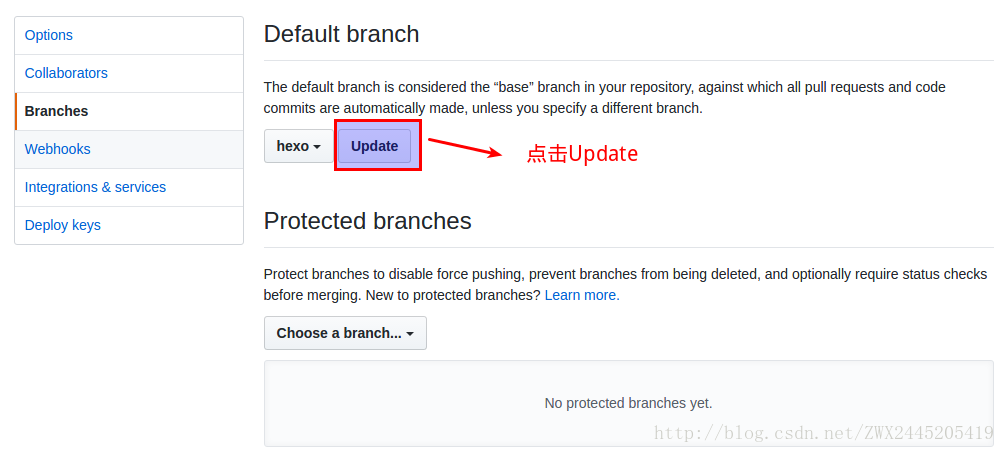 Options
Collaborators
Branches
Webhooks
Integrations & services
Deploy keys
Default branch
The default branch is considered the “base” branch in your repository, against which all pull requests and code
commits are automatically made, unless you specify a different branch.
hexo Update
点击Update
Protected branches
Protect branches to disable force pushing, prevent branches from being deleted, and optionally require status checks
before merging. New to protected branches? Learn more.
Choose a branch...
No protected branches yet.
http://blog.csdn.net/ZWX2445205419